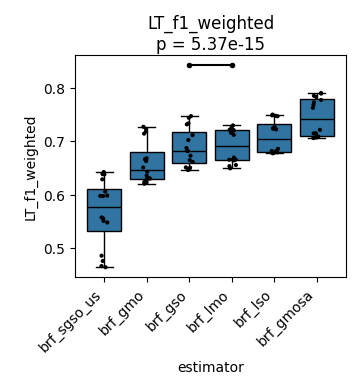 LT_f1_weighted
p = 5.37e-15
LT_f1_weighted
0.8
0.7
0.6
0.5
brf_sgso_us
brf_gmo
brf_gso
brf_lmo
brf_lso
brf_gmosa
estimator